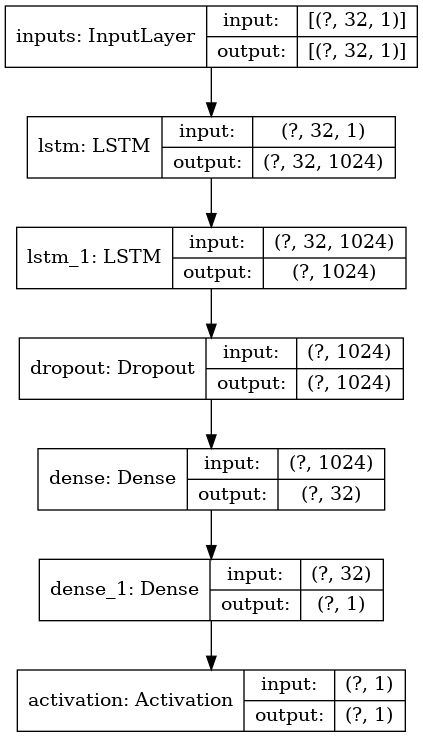 inputs: InputLayer
input: [(?, 32, 1)]
output: [(?, 32, 1)]
lstm: LSTM
input: (?, 32, 1)
output: (?, 32, 1024)
lstm_1: LSTM
input: (?, 32, 1024)
output: (?, 1024)
dropout: Dropout
input: (?, 1024)
output: (?, 1024)
dense: Dense
input: (?, 1024)
output: (?, 32)
dense_1: Dense
input: (?, 32)
output: (?, 1)
activation: Activation
input: (?, 1)
output: (?, 1)